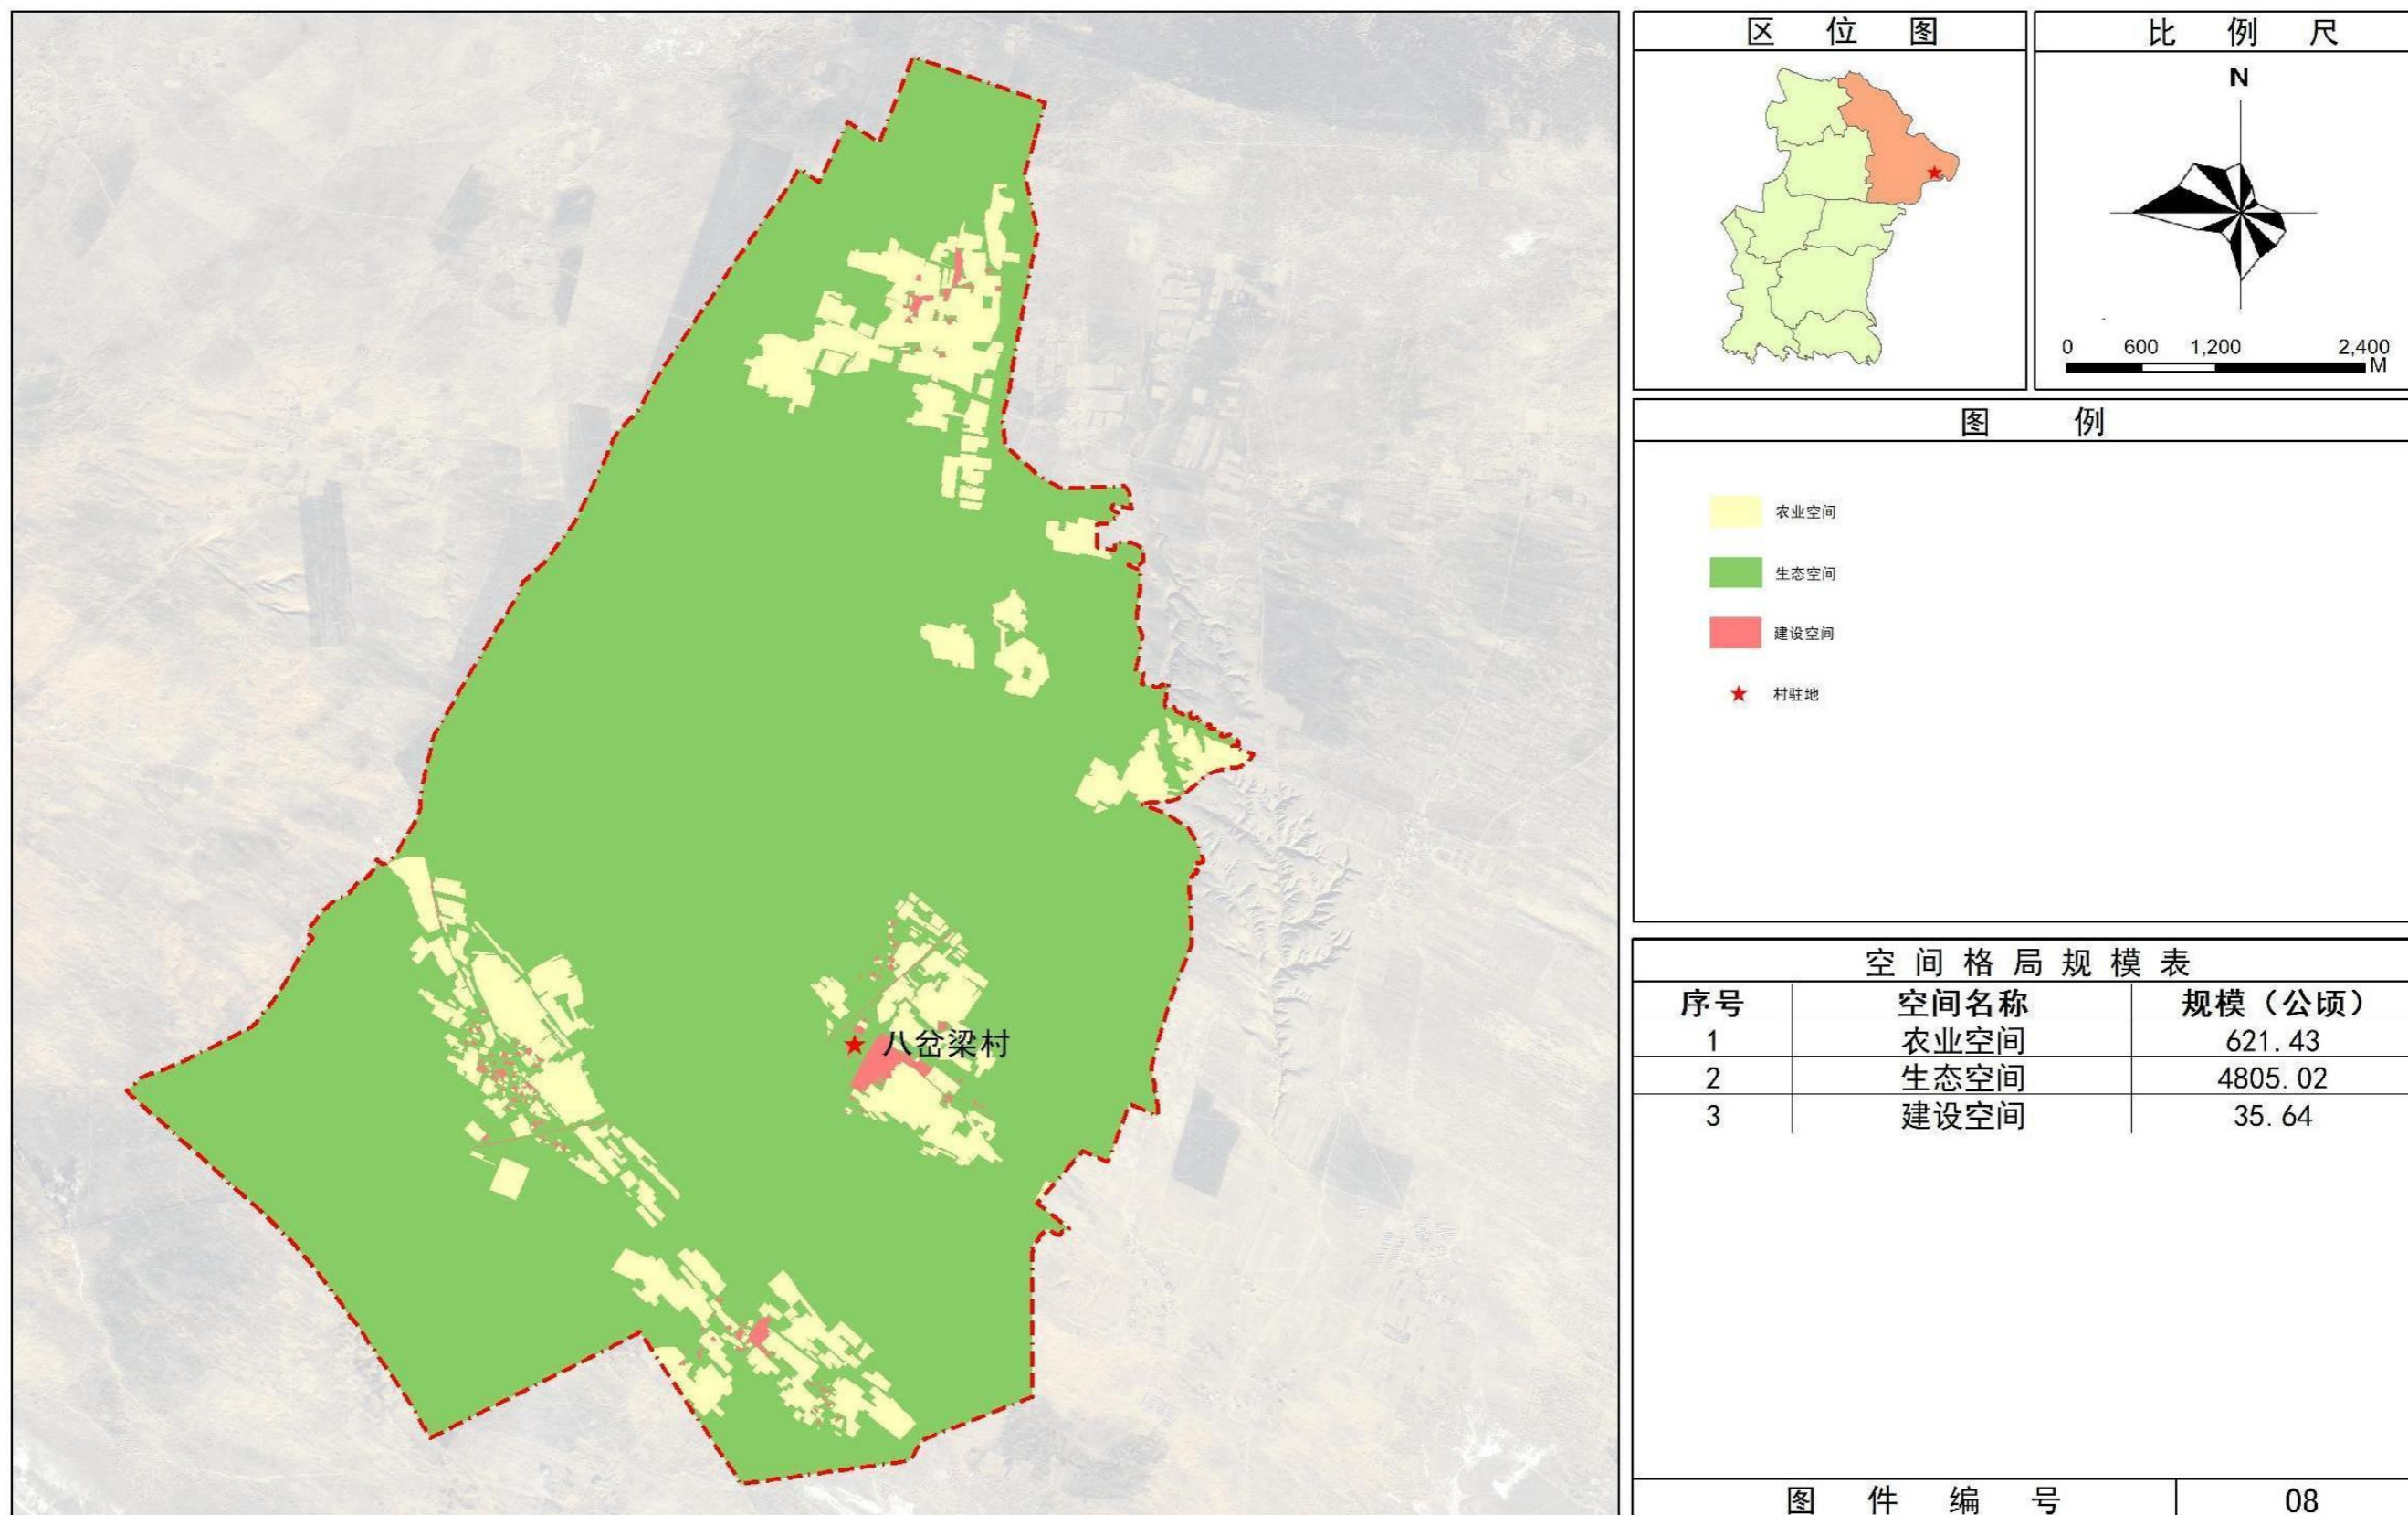 区 位 图
比 例 尺
N
0 600 1,200 2,400
M
图 例
农业空间
生态空间
建设空间
村驻地
八岔梁村
空间格局规模表
序号 空间名称 规模（公顷）
1 农业空间 621.43
2 生态空间 4805.02
3 建设空间 35.64
图 件 编 号 08